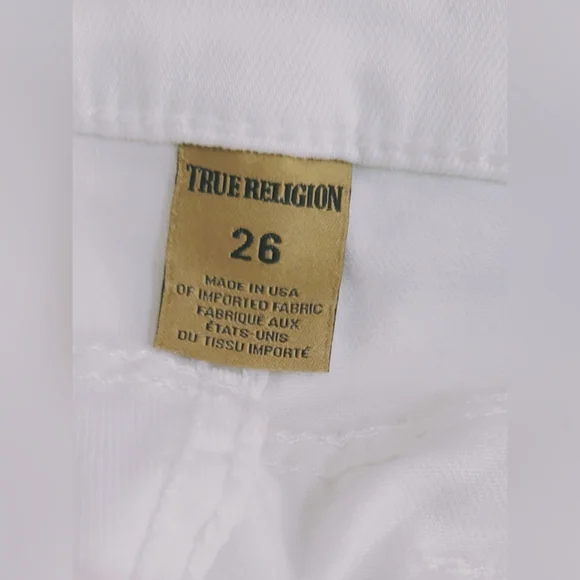 TRUE RELIGION
26
MADE IN USA
OF IMPORTED FABRIC
FABRIQUÉ AUX
ÉTATS-UNIS
DU TISSU IMPORTÉ